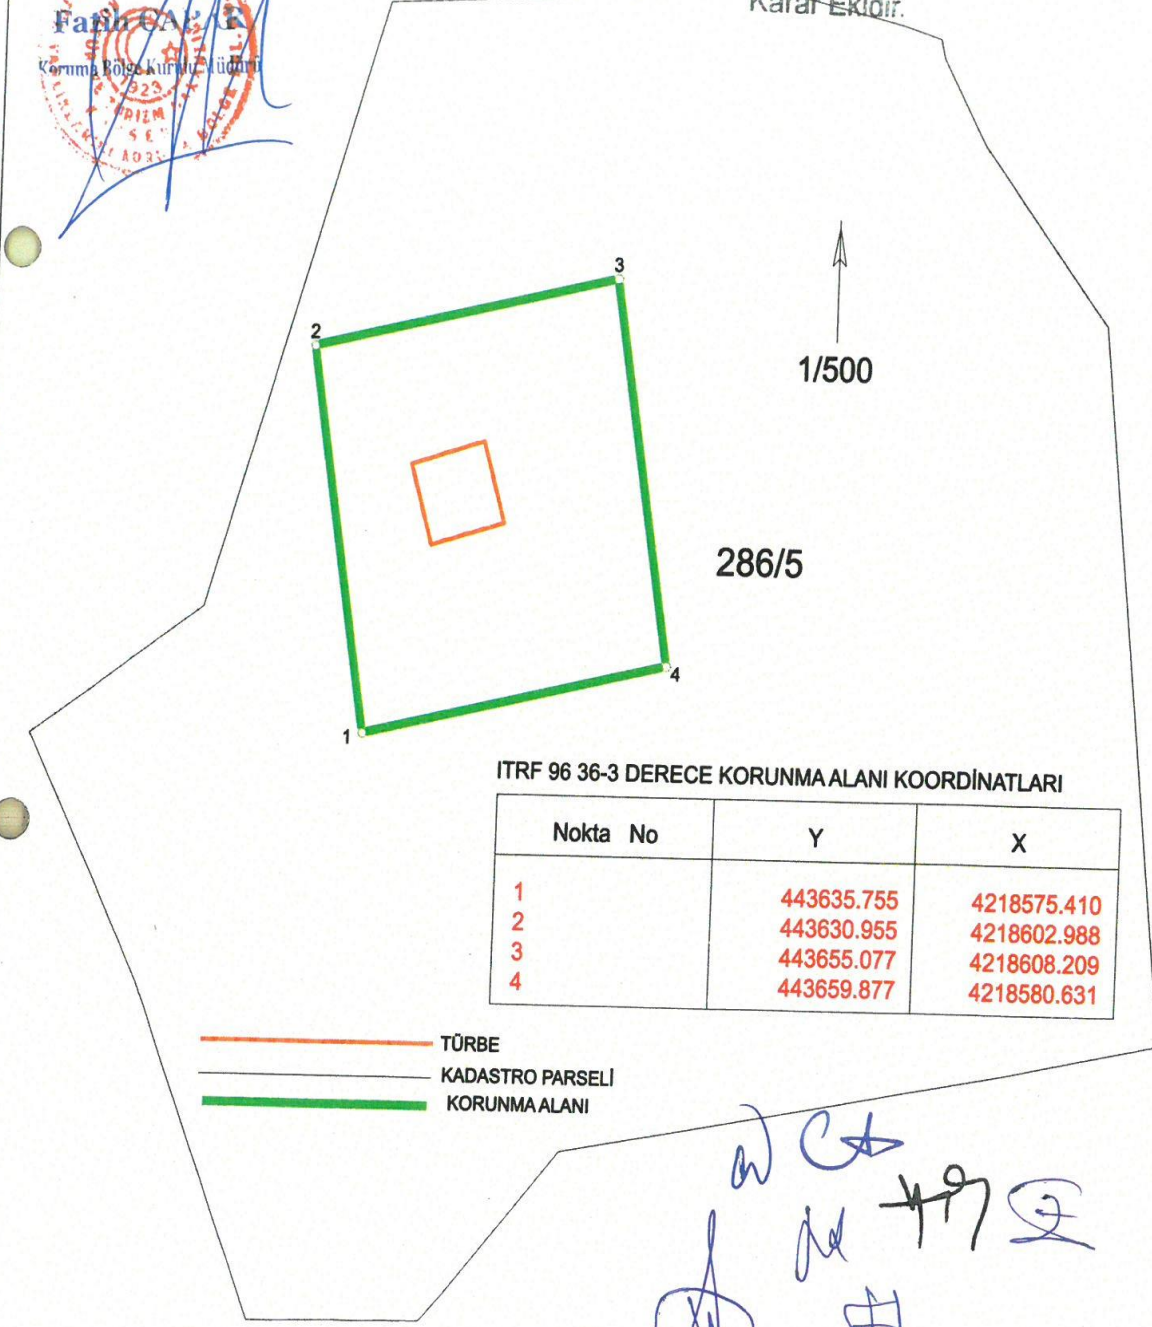 Karar Ekidir.
Fatih
Koruma Bölge Kurulu Müdürü
1923
3
2
1/500
286/5
4
1
ITRF 96 36-3 DERECE KORUNMA ALANI KOORDİNATLARI
Nokta No Y X
1 443635.755 4218575.410
2 443630.955 4218602.988
3 443655.077 4218608.209
4 443659.877 4218580.631
TÜRBE
KADASTRO PARSELİ
KORUNMA ALANI